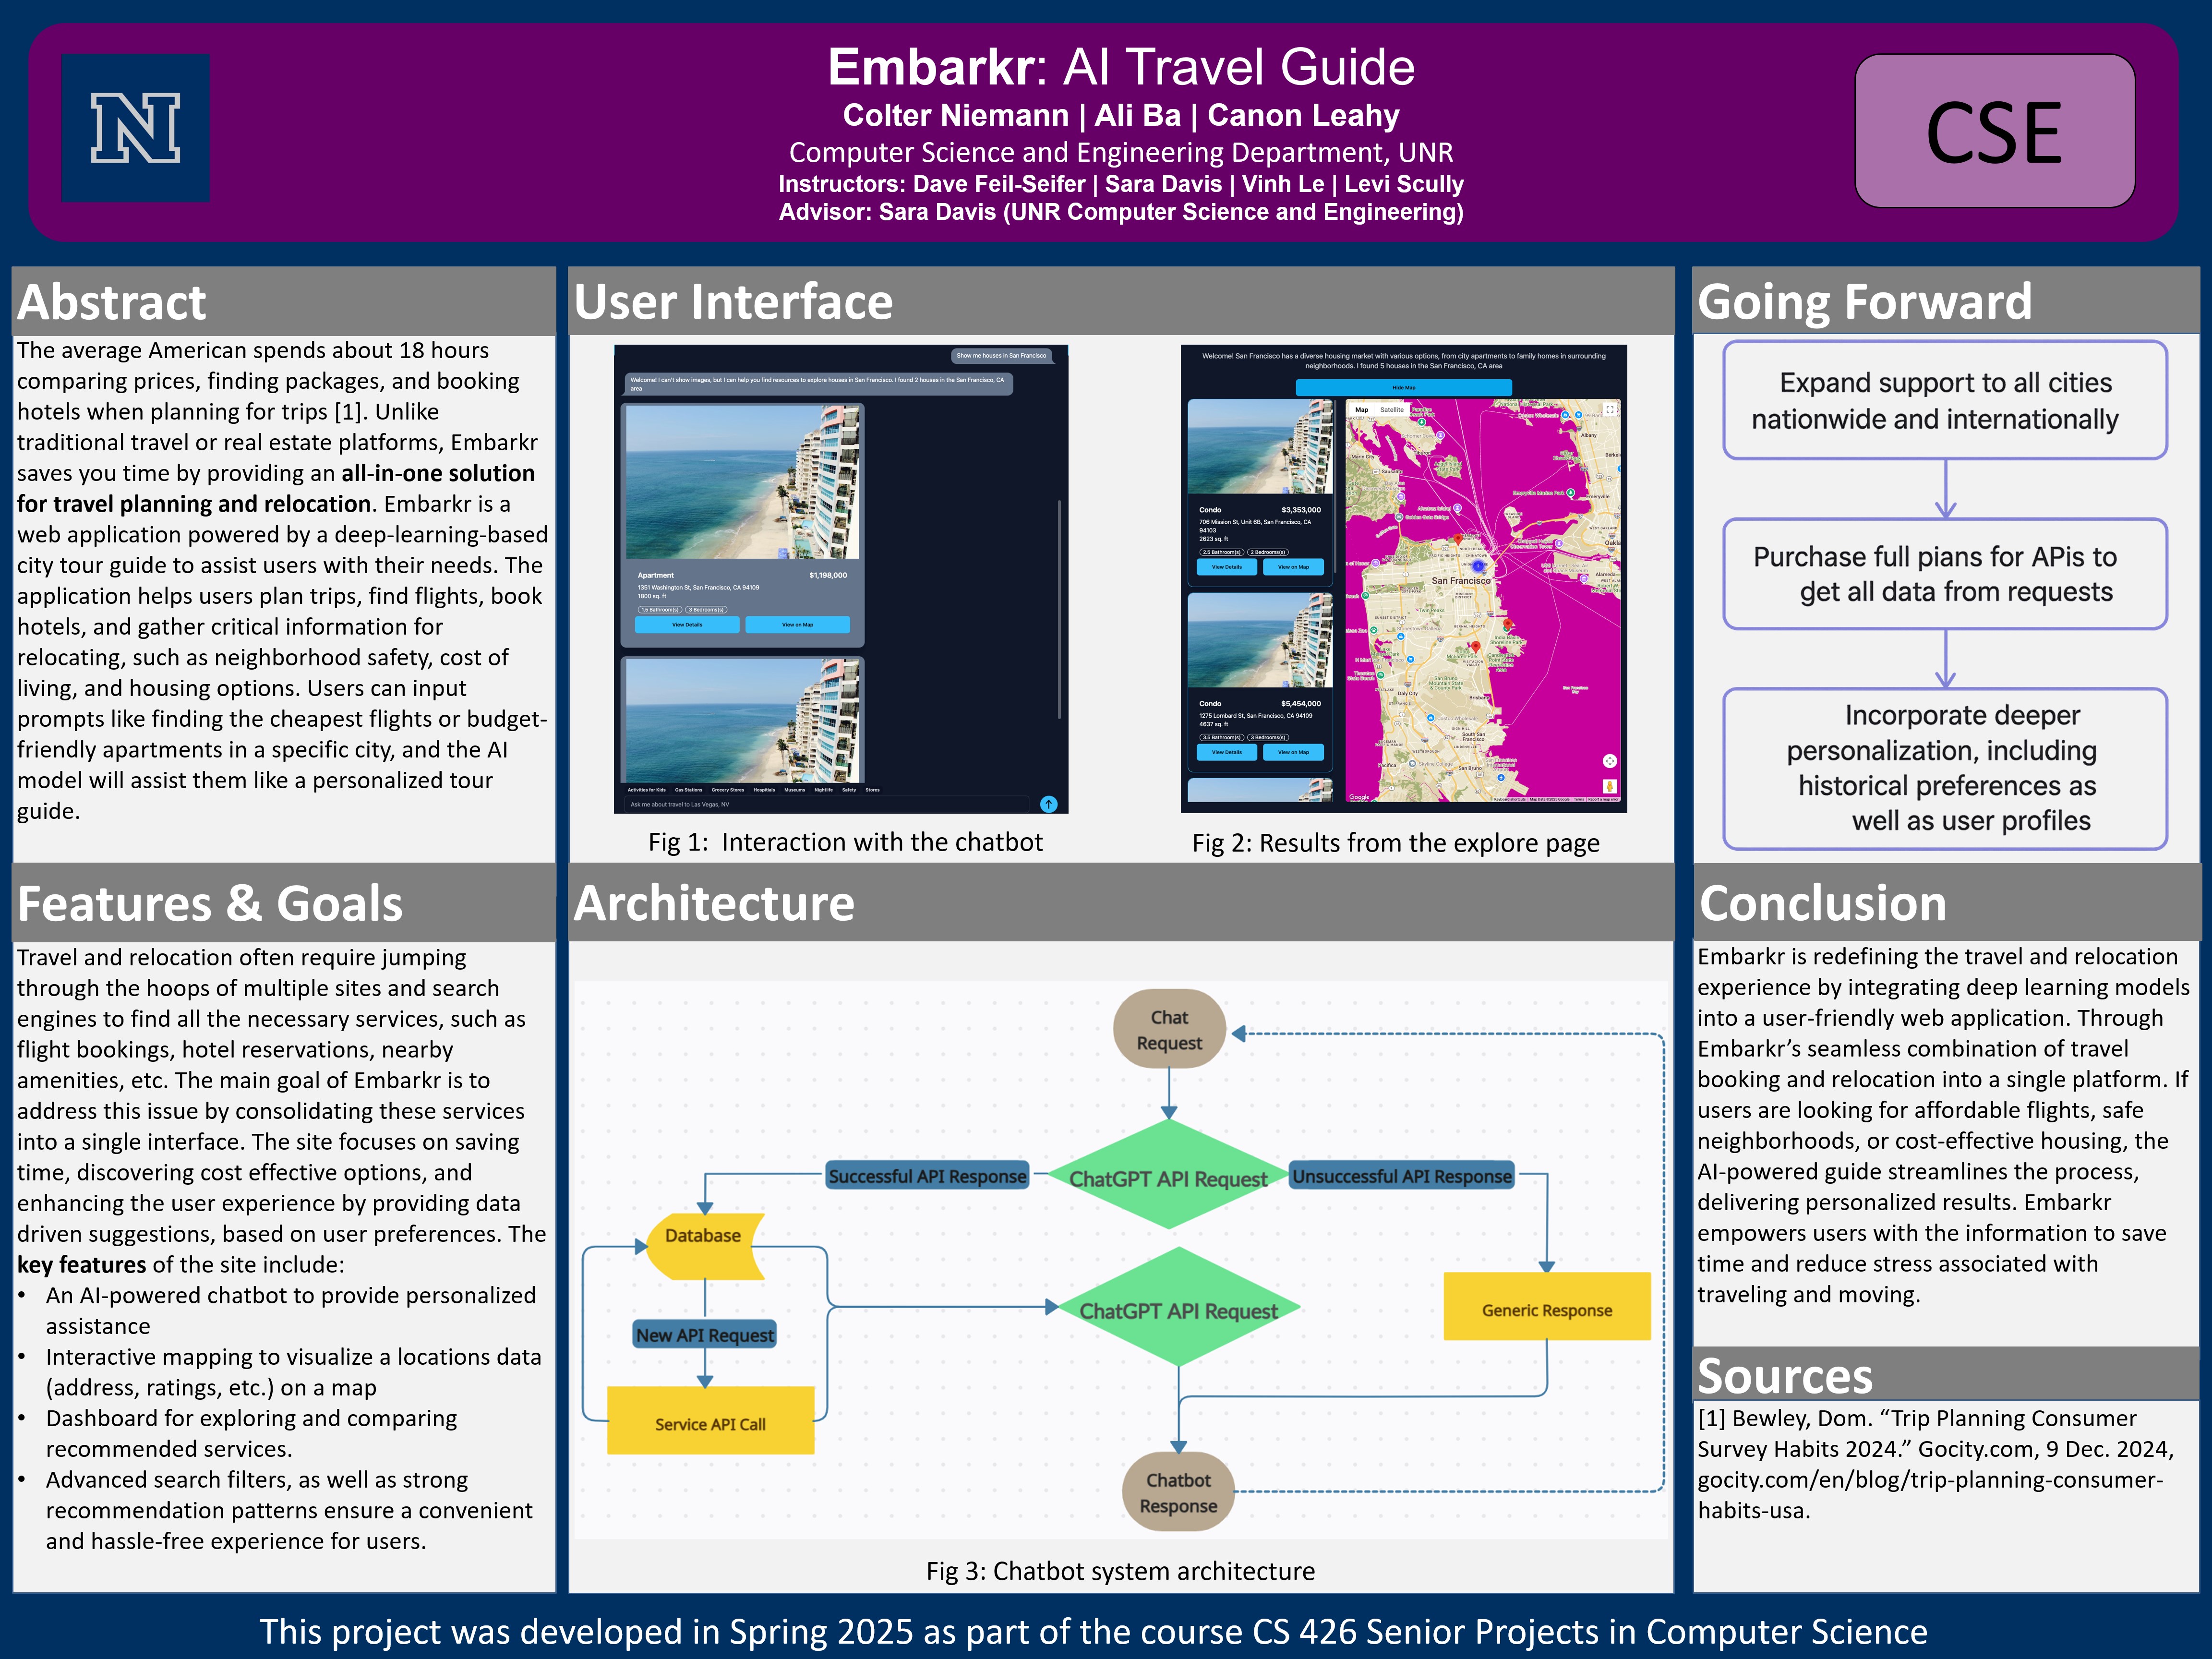 N
Embarkr: AI Travel Guide
Colter Niemann | Ali Ba | Canon Leahy
Computer Science and Engineering Department, UNR
Instructors: Dave Feil-Seifer | Sara Davis | Vinh Le | Levi Scully
Advisor: Sara Davis (UNR Computer Science and Engineering)
CSE
Abstract
The average American spends about 18 hours
comparing prices, finding packages, and booking
hotels when planning for trips [1]. Unlike
traditional travel or real estate platforms, Embarkr
saves you time by providing an all-in-one solution
for travel planning and relocation. Embarkr is a
web application powered by a deep-learning-based
city tour guide to assist users with their needs. The
application helps users plan trips, find flights, book
hotels, and gather critical information for
relocating, such as neighborhood safety, cost of
living, and housing options. Users can input
prompts like finding the cheapest flights or budget-
friendly apartments in a specific city, and the AI
model will assist them like a personalized tour
guide.
Features & Goals
Travel and relocation often require jumping
through the hoops of multiple sites and search
engines to find all the necessary services, such as
flight bookings, hotel reservations, nearby
amenities, etc. The main goal of Embarkr is to
address this issue by consolidating these services
into a single interface. The site focuses on saving
time, discovering cost effective options, and
enhancing the user experience by providing data
driven suggestions, based on user preferences. The
key features of the site include:
• An AI-powered chatbot to provide personalized
assistance
• Interactive mapping to visualize a locations data
(address, ratings, etc.) on a map
• Dashboard for exploring and comparing
recommended services.
• Advanced search filters, as well as strong
recommendation patterns ensure a convenient
and hassle-free experience for users.
User Interface
Show me houses in San Francisco
Welcome! I can't show images, but I can help you find resources to explore houses in San Francisco. I found 2 houses in the San Francisco, CA
area
Apartment $1,198,000
1351 Washington St, San Francisco, CA 94109
1800 sq. ft
1.5 Bathroom(s) 3 Bedrooms(s)
View Details View on Map
Activities for Kids Gas Stations Grocery Stores Hospitals Museums Nightlife Safety Stores
Ask me about travel to Las Vegas, NV
Fig 1: Interaction with the chatbot
Welcome! San Francisco has a diverse housing market with various options, from city apartments to family homes in surrounding
neighborhoods. I found 5 houses in the San Francisco, CA area
Hide Map
Condo $3,353,000
706 Mission St, Unit 6B, San Francisco, CA
94103
2623 sq. ft
2.5 Bathroom(s) 2 Bedrooms(s)
View Details View on Map
Condo $5,454,000
1275 Lombard St, San Francisco, CA 94109
4637 sq. ft
3.5 Bathroom(s) 3 Bedrooms(s)
View Details View on Map
Map Satellite
San Francisco
Daly City
South San
Francisco
San Bruno
Google
Fig 2: Results from the explore page
Architecture
Chat
Request
ChatGPT API Request
Successful API Response
Unsuccessful API Response
Database
New API Request
Service API Call
ChatGPT API Request
Generic Response
Chatbot
Response
Fig 3: Chatbot system architecture
Going Forward
Expand support to all cities
nationwide and internationally
Purchase full plans for APis to
get all data from requests
Incorporate deeper
personalization, including
historical preferences as
well as user profiles
Conclusion
Embarkr is redefining the travel and relocation
experience by integrating deep learning models
into a user-friendly web application. Through
Embarkr’s seamless combination of travel
booking and relocation into a single platform. If
users are looking for affordable flights, safe
neighborhoods, or cost-effective housing, the
AI-powered guide streamlines the process,
delivering personalized results. Embarkr
empowers users with the information to save
time and reduce stress associated with
traveling and moving.
Sources
[1] Bewley, Dom. “Trip Planning Consumer
Survey Habits 2024.” Gocity.com, 9 Dec. 2024,
gocity.com/en/blog/trip-planning-consumer-
habits-usa.
This project was developed in Spring 2025 as part of the course CS 426 Senior Projects in Computer Science